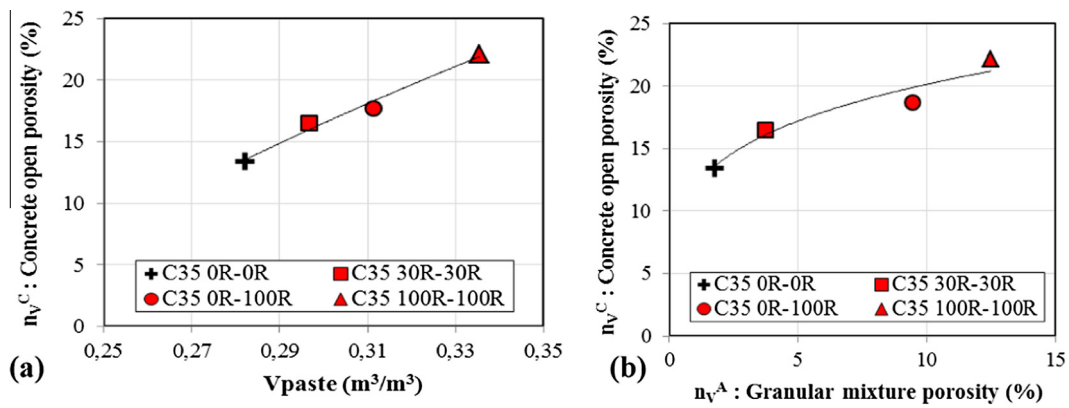 25
20
15
10
5
0
n_V^C : Concrete open porosity (%)
C35 0R-0R
C35 30R-30R
C35 0R-100R
C35 100R-100R
0,25
0,27
0,29
0,31
0,33
0,35
(a)
Vpaste (m³/m³)
25
20
15
10
5
0
n_V^C : Concrete open porosity (%)
C35 0R-0R
C35 30R-30R
C35 0R-100R
C35 100R-100R
0
5
10
15
(b)
n_V^A : Granular mixture porosity (%)